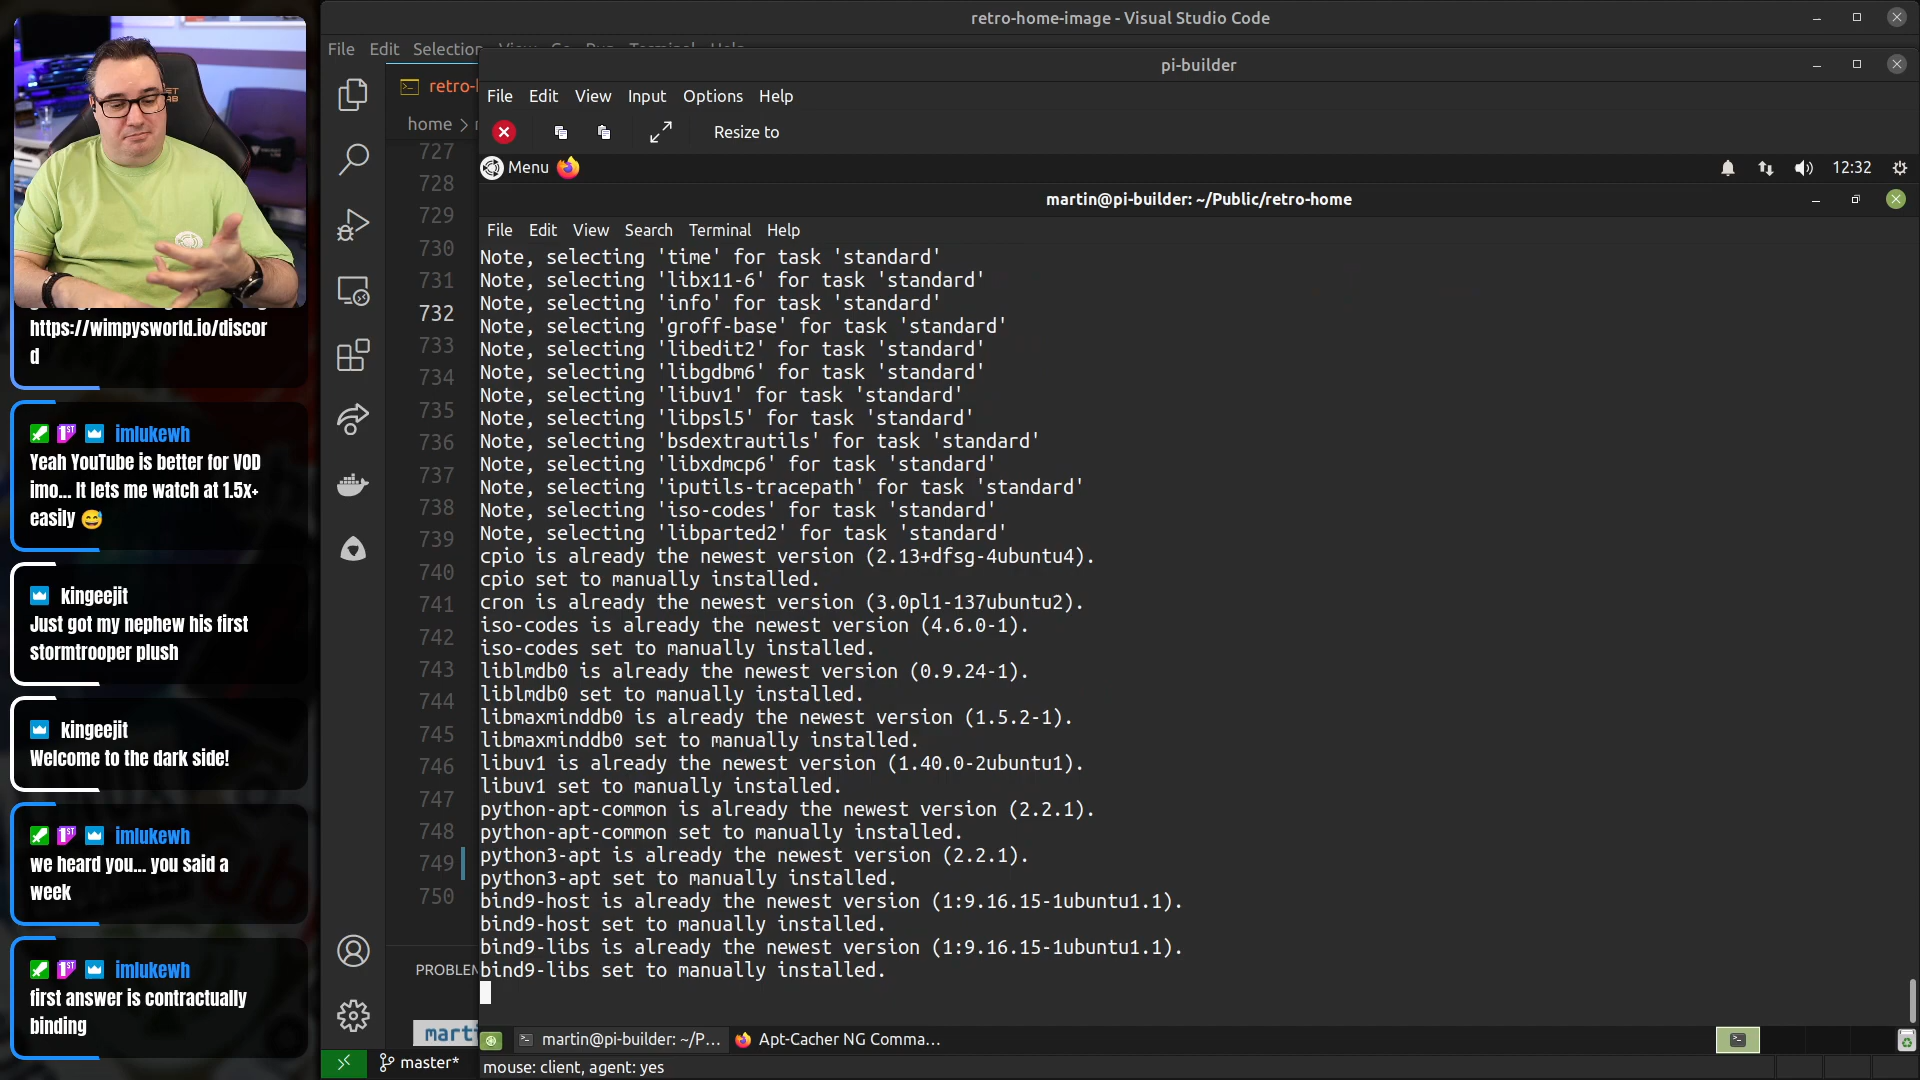 retro-home-image - Visual Studio Code
File Edit Selection
pi-builder
retro-
home >
File Edit View Input Options Help
Resize to
Menu
12:32
martin@pi-builder: ~/Public/retro-home
File Edit View Search Terminal Help
727
728
729
730
731
732
733
734
735
736
737
738
739
740
741
742
743
744
745
746
747
748
749
750
Note, selecting 'time' for task 'standard'
Note, selecting 'libx11-6' for task 'standard'
Note, selecting 'info' for task 'standard'
Note, selecting 'groff-base' for task 'standard'
Note, selecting 'libedit2' for task 'standard'
Note, selecting 'libgdbm6' for task 'standard'
Note, selecting 'libuv1' for task 'standard'
Note, selecting 'libpsl5' for task 'standard'
Note, selecting 'bsdextrautils' for task 'standard'
Note, selecting 'libxdmcp6' for task 'standard'
Note, selecting 'iputils-tracepath' for task 'standard'
Note, selecting 'iso-codes' for task 'standard'
Note, selecting 'libparted2' for task 'standard'
cpio is already the newest version (2.13+dfsg-4ubuntu4).
cpio set to manually installed.
cron is already the newest version (3.0pl1-137ubuntu2).
iso-codes is already the newest version (4.6.0-1).
iso-codes set to manually installed.
liblmdb0 is already the newest version (0.9.24-1).
liblmdb0 set to manually installed.
libmaxminddb0 is already the newest version (1.5.2-1).
libmaxminddb0 set to manually installed.
libuv1 is already the newest version (1.40.0-2ubuntu1).
libuv1 set to manually installed.
python-apt-common is already the newest version (2.2.1).
python-apt-common set to manually installed.
python3-apt is already the newest version (2.2.1).
python3-apt set to manually installed.
bind9-host is already the newest version (1:9.16.15-1ubuntu1.1).
bind9-host set to manually installed.
bind9-libs is already the newest version (1:9.16.15-1ubuntu1.1).
bind9-libs set to manually installed.
PROBLEM
marti
martin@pi-builder: ~/P... Apt-Cacher NG Comma...
master*
mouse: client, agent: yes
https://wimpysworld.io/discor
d
imlukewh
Yeah YouTube is better for VOD
imo... It lets me watch at 1.5x+
easily 😅
kingeejit
Just got my nephew his first
stormtrooper plush
kingeejit
Welcome to the dark side!
imlukewh
we heard you... you said a
week
imlukewh
first answer is contractually
binding